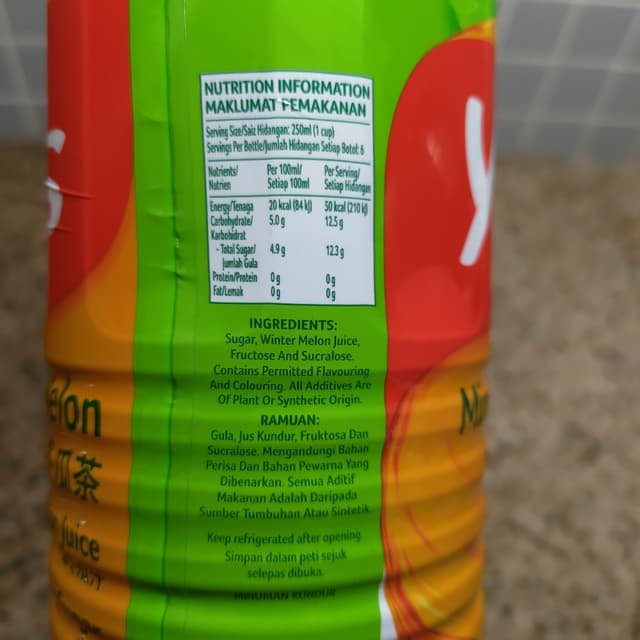 NUTRITION INFORMATION
MAKLUMAT PEMAKANAN
Serving Size/Saiz Hidangan: 250ml (1 cup)
Servings Per Bottle/Jumlah Hidangan Setiap Botol: 6
Nutrients/ Per 100ml/ Per Serving/
Nutrien Setiap 100ml Setiap Hidangan
Energy/Tenaga 20 kcal (84 kJ) 50 kcal (210 kJ)
Carbohydrate/ 5.0 g 12.5 g
Karbohidrat
- Total Sugar/ 4.9 g 12.3 g
Jumlah Gula
Protein/Protein 0 g 0 g
Fat/Lemak 0 g 0 g
INGREDIENTS:
Sugar, Winter Melon Juice,
Fructose And Sucralose.
Contains Permitted Flavouring
And Colouring. All Additives Are
Of Plant Or Synthetic Origin.
RAMUAN:
Gula, Jus Kundur, Fruktosa Dan
Sucralose. Mengandungi Bahan
Perisa Dan Bahan Pewarna Yang
Dibenarkan. Semua Aditif
Makanan Adalah Daripada
Sumber Tumbuhan Atau Sintetik.
Keep refrigerated after opening.
Simpan dalam peti sejuk
selepas dibuka.
MINUMAN KUNDUR
s
elon
瓜茶
Juice
y
M